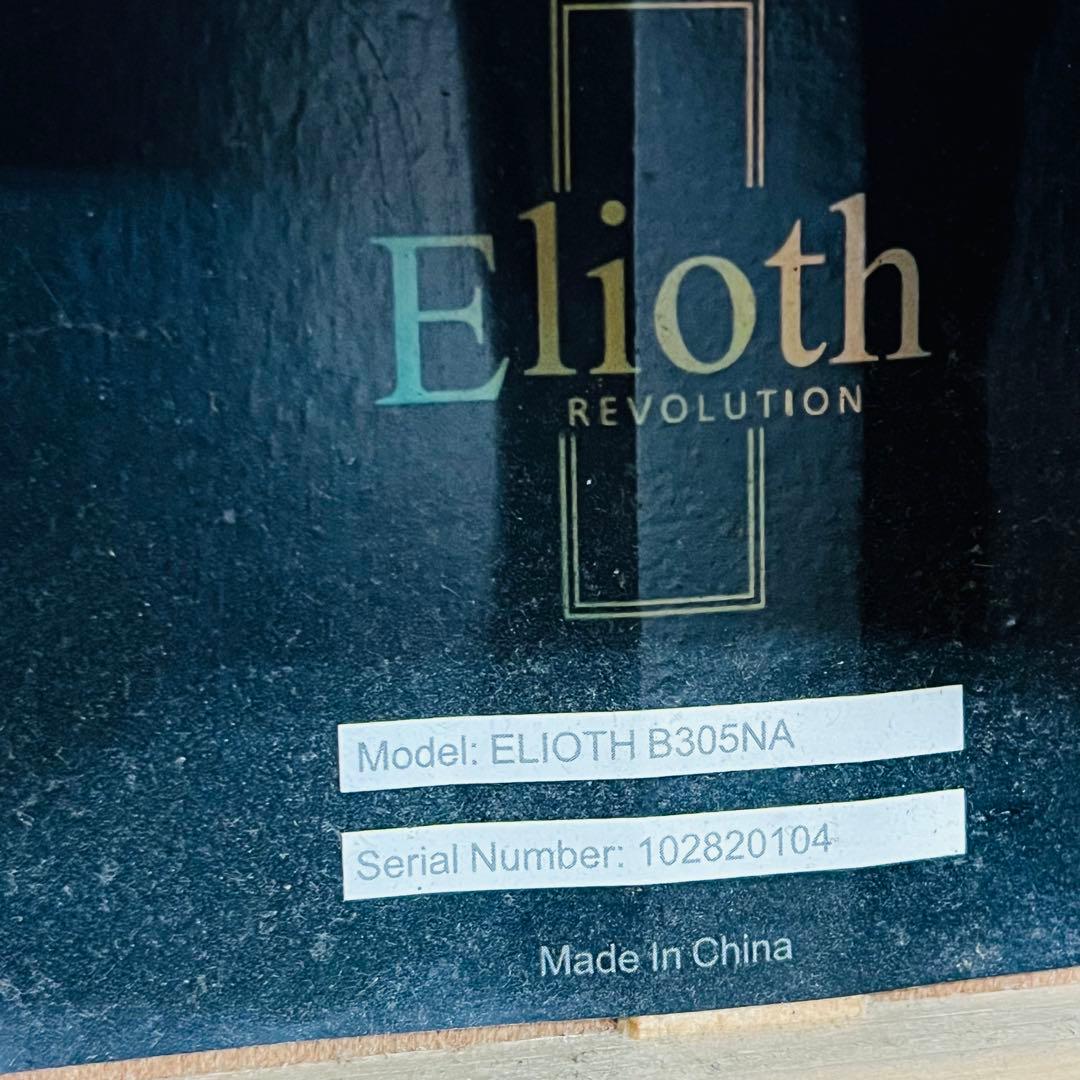 Elioth
REVOLUTION
Model: ELIOTH B305NA
Serial Number: 102820104
Made In China